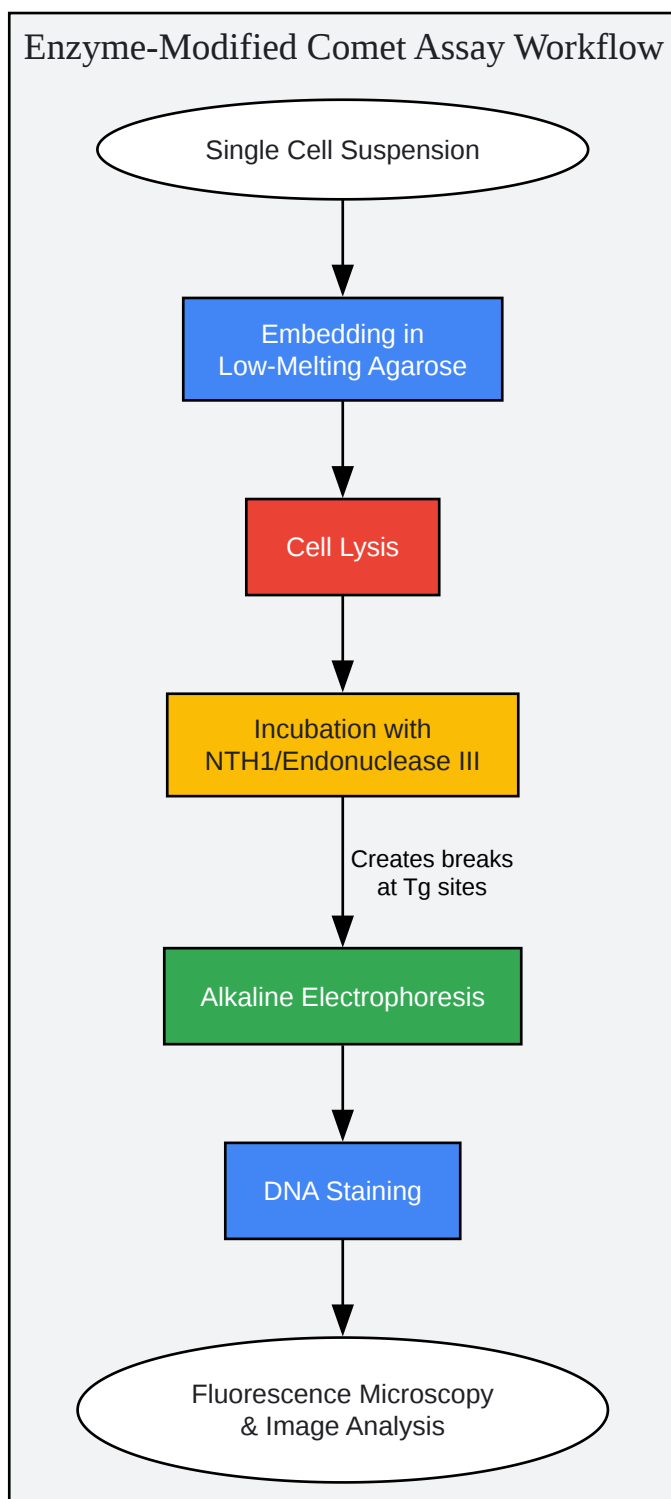 Enzyme-Modified Comet Assay Workflow
Single Cell Suspension
Embedding in
Low-Melting Agarose
Cell Lysis
Incubation with
NTH1/Endonuclease III
Creates breaks
at Tg sites
Alkaline Electrophoresis
DNA Staining
Fluorescence Microscopy
& Image Analysis